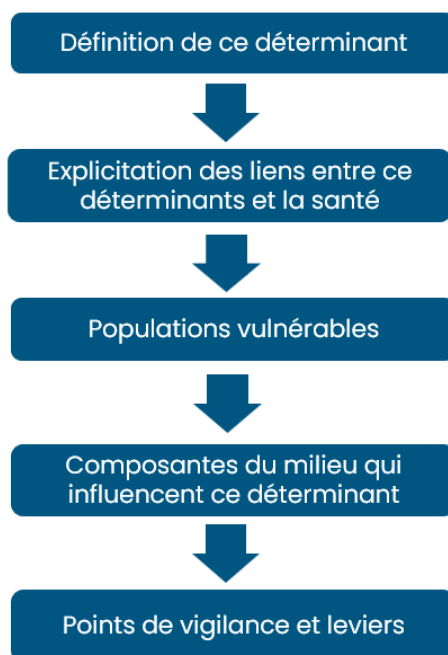 Définition de ce déterminant
Explicitation des liens entre ce
déterminants et la santé
Populations vulnérables
Composantes du milieu qui
influencent ce déterminant
Points de vigilance et leviers